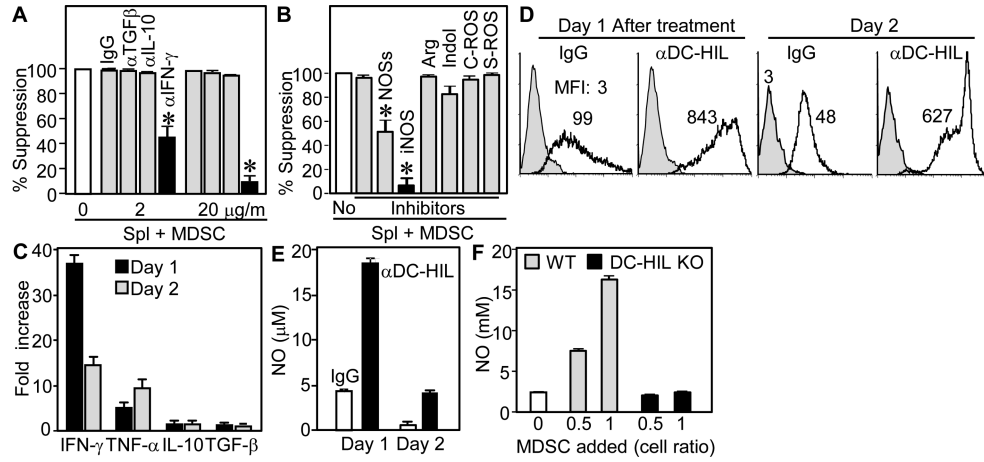 A
% Suppression
100
80
60
40
20
0
IgG
αTGFβ
αIL-10
* αIFN-γ
*
0 2 20 μg/m
Spl + MDSC
B
% Suppression
100
80
60
40
20
0
* NOSs
* iNOS
Arg
Indol
C-ROS
S-ROS
No Inhibitors
Spl + MDSC
D
Day 1 After treatment
Day 2
IgG
αDC-HIL
IgG
αDC-HIL
MFI: 3
99
843
3
48
627
C
Fold increase
40
30
20
10
0
Day 1
Day 2
IFN-γ TNF-α IL-10 TGF-β
E
NO (μM)
20
15
10
5
0
αDC-HIL
IgG
Day 1 Day 2
F
NO (mM)
20
15
10
5
0
WT DC-HIL KO
0 0.5 1 0.5 1
MDSC added (cell ratio)